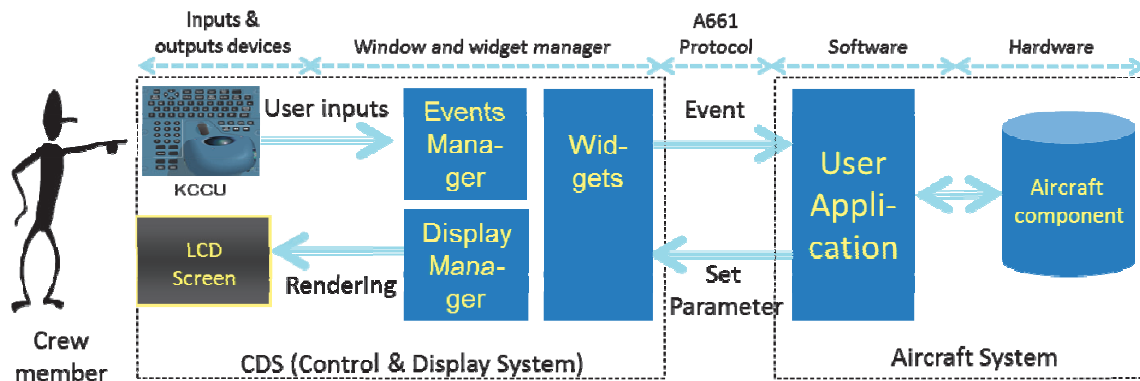 Inputs &
outputs devices
Window and widget manager
A661
Protocol
Software
Hardware
KCCU
User inputs
Events
Mana-
ger
Wid-
gets
Event
User
Appli-
cation
Aircraft
component
LCD
Screen
Rendering
Display
Mana-
ger
Set
Parameter
Crew
member
CDS (Control & Display System)
Aircraft System